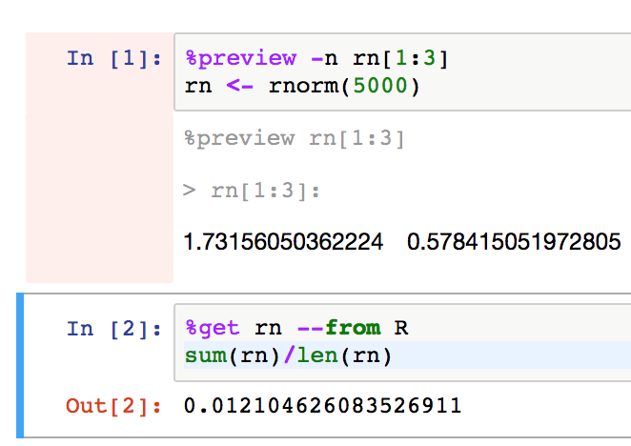 In [1]: %preview -n rn[1:3]
rn <- rnorm(5000)
%preview rn[1:3]
> rn[1:3]:
1.73156050362224 0.578415051972805
In [2]: %get rn --from R
sum(rn)/len(rn)
Out[2]: 0.012104626083526911